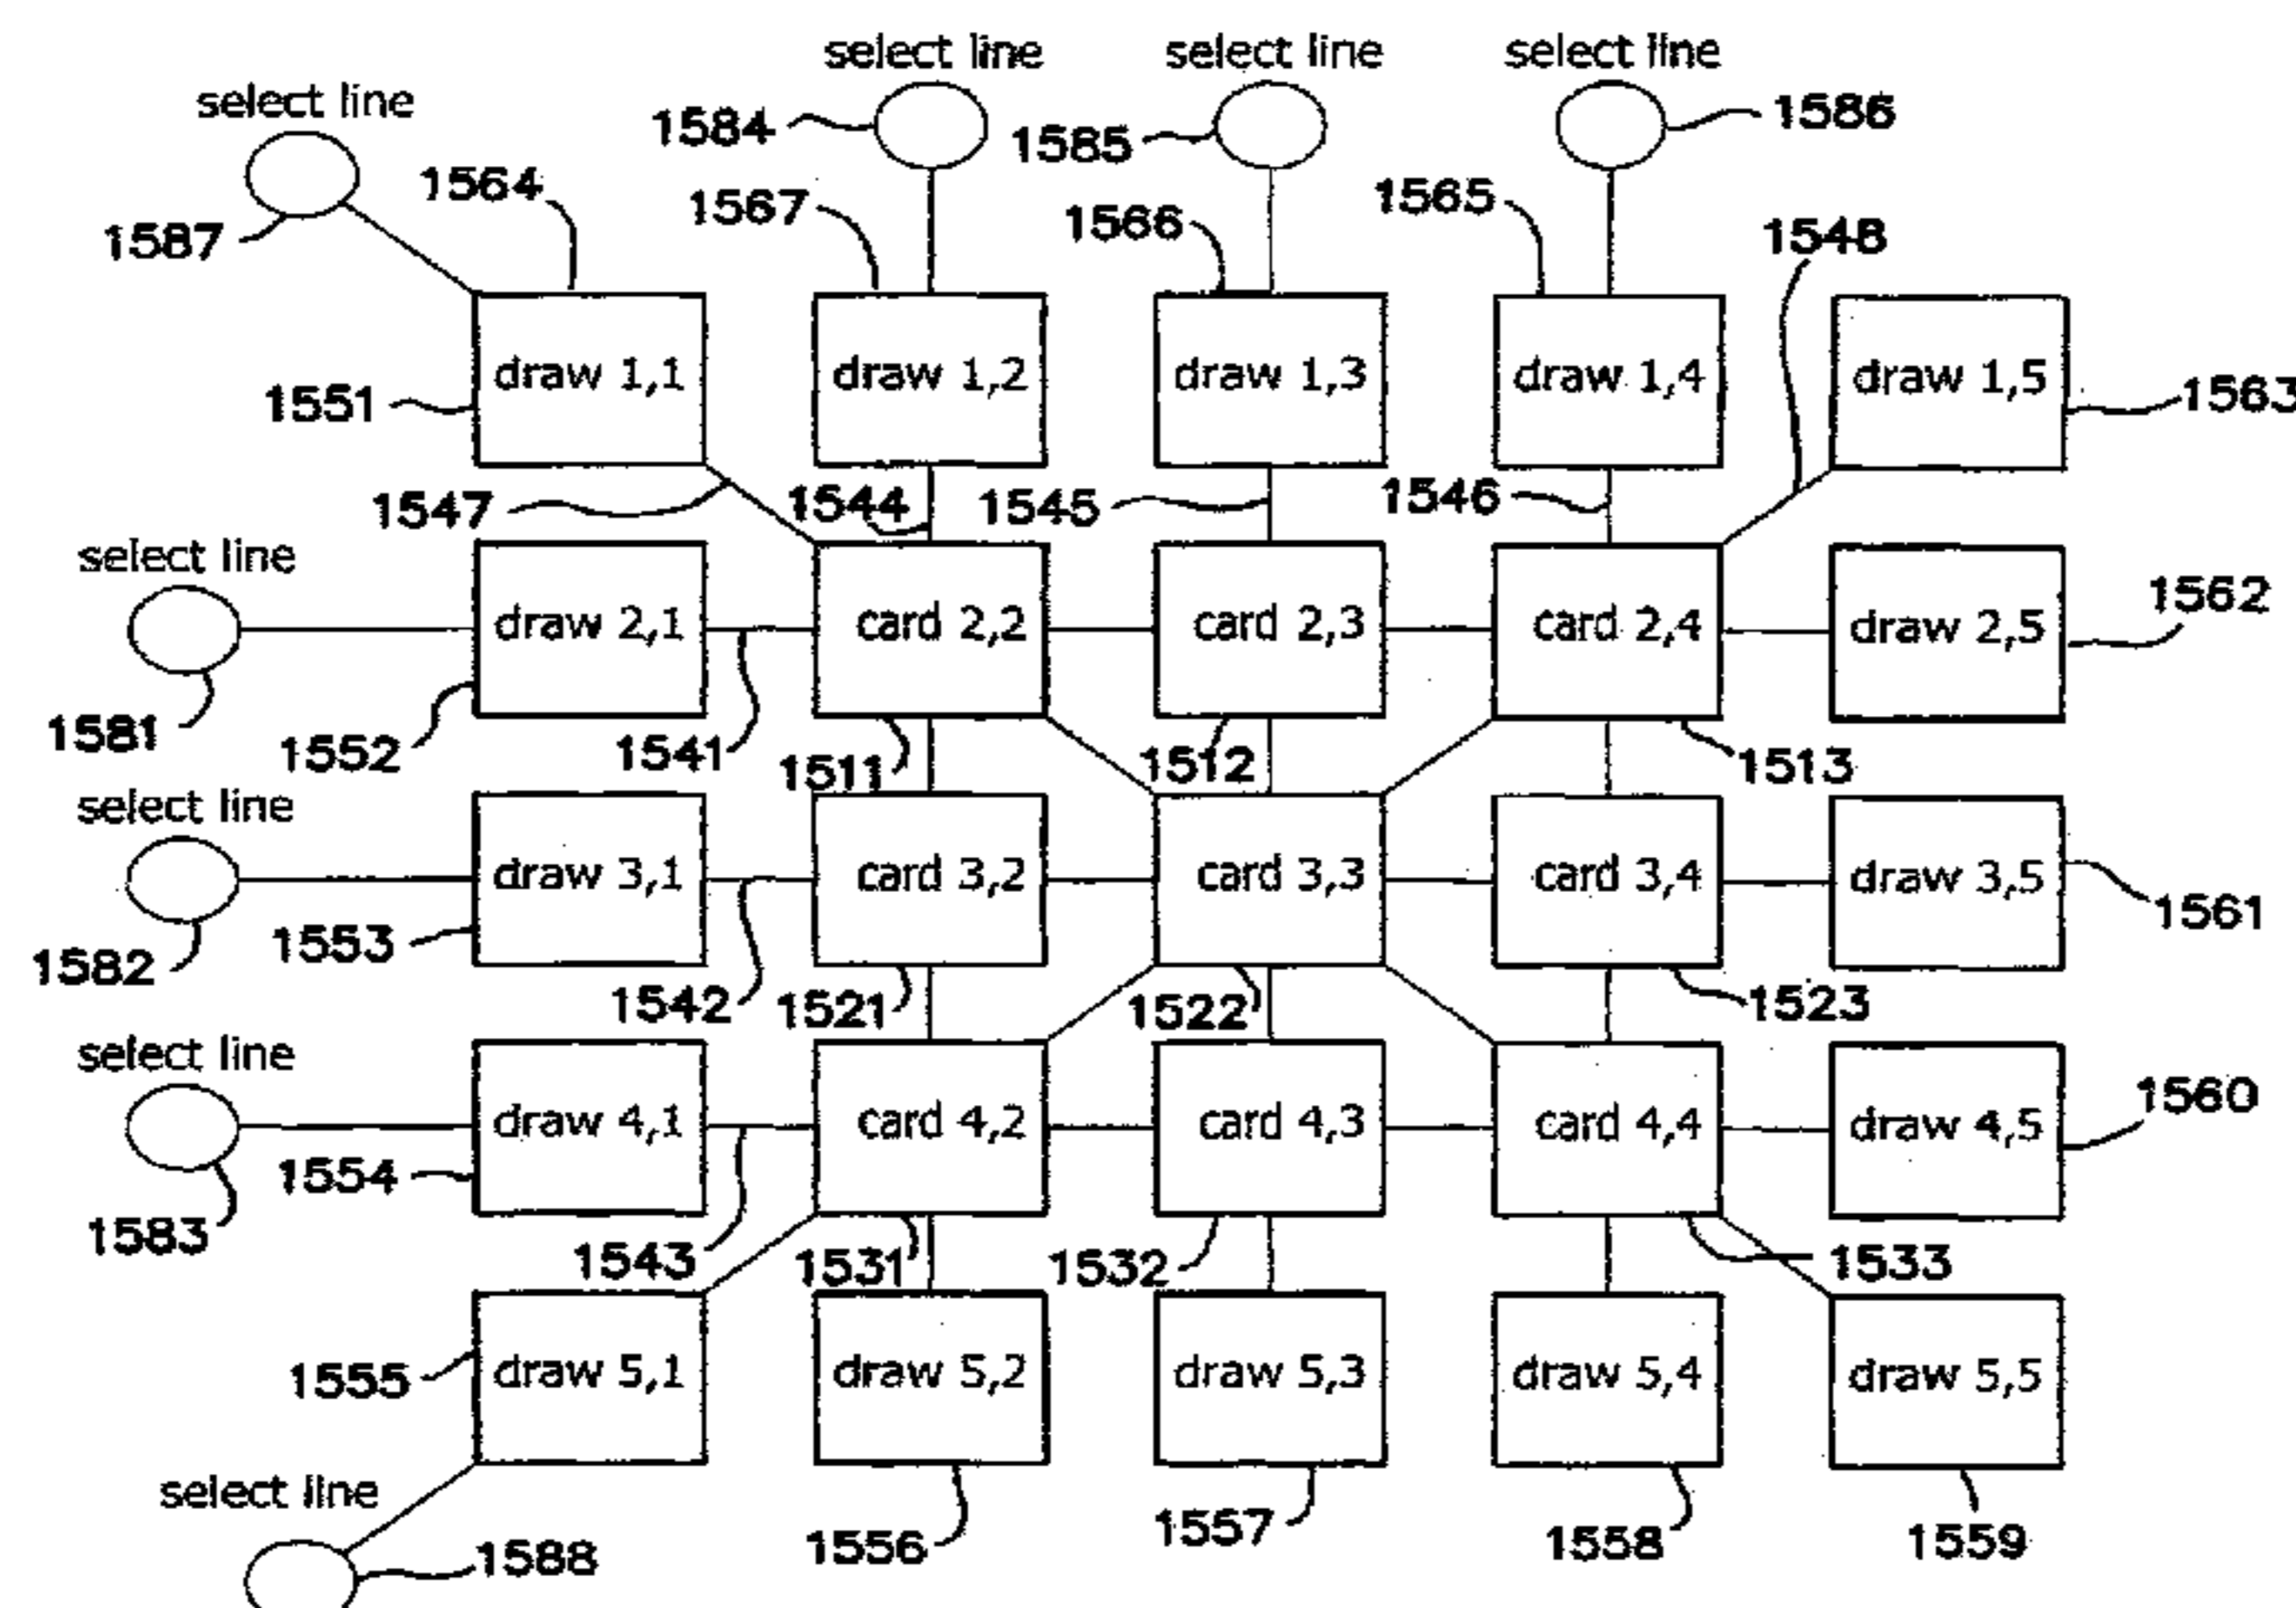 select line select line select line
select line
1584 1585 1586
1564 1567 1566 1565
1587 1548
draw 1,1 draw 1,2 draw 1,3 draw 1,4 draw 1,5
1551 1563
1547 1544 1545 1546
select line
draw 2,1 card 2,2 card 2,3 card 2,4 draw 2,5
1562
1581 1552 1541 1511 1512 1513
select line
draw 3,1 card 3,2 card 3,3 card 3,4 draw 3,5
1561
1582 1553 1542 1521 1522 1523
select line
draw 4,1 card 4,2 card 4,3 card 4,4 draw 4,5
1560
1554
1583 1543 1531 1532 1533
draw 5,1 draw 5,2 draw 5,3 draw 5,4 draw 5,5
1555
select line
1588 1556 1557 1558 1559